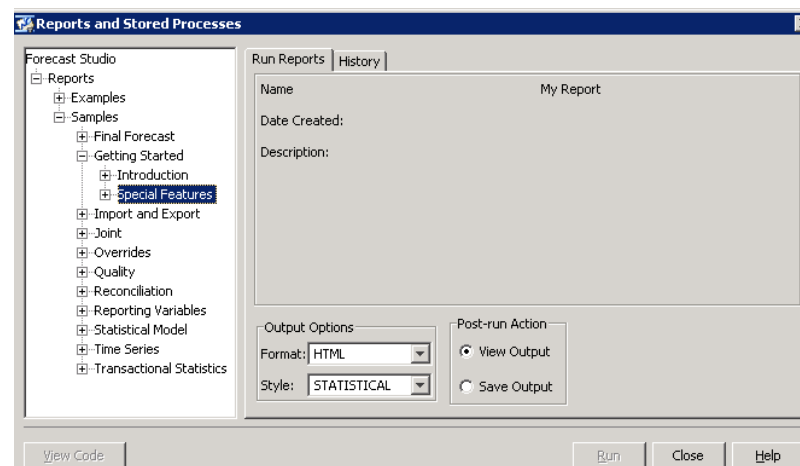 Reports and Stored Processes
Forecast Studio
Reports
Examples
Samples
Final Forecast
Getting Started
Introduction
Special Features
Import and Export
Joint
Overrides
Quality
Reconciliation
Reporting Variables
Statistical Model
Time Series
Transactional Statistics
Run Reports History
Name My Report
Date Created:
Description:
Output Options
Format: HTML
Style: STATISTICAL
Post-run Action
View Output
Save Output
View Code Run Close Help